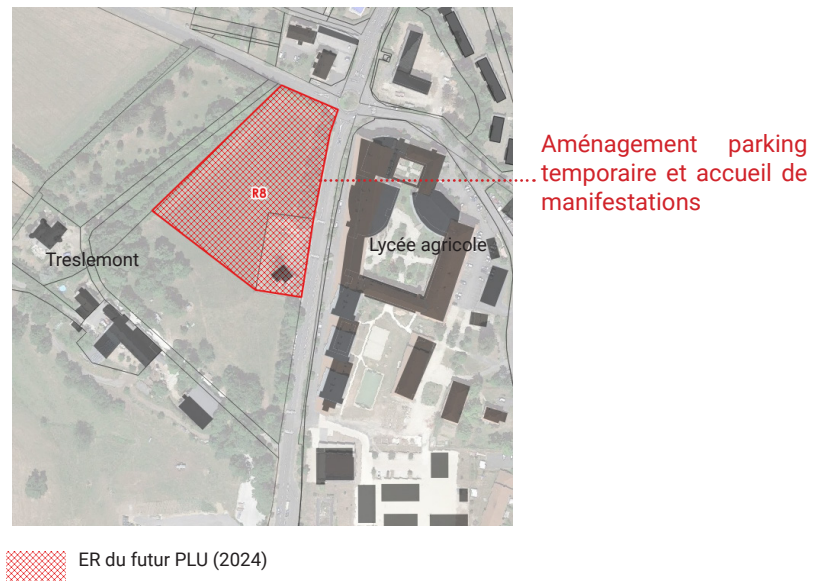 R8
Aménagement parking
temporaire et accueil de
manifestations
Lycée agricole
Treslemont
ER du futur PLU (2024)